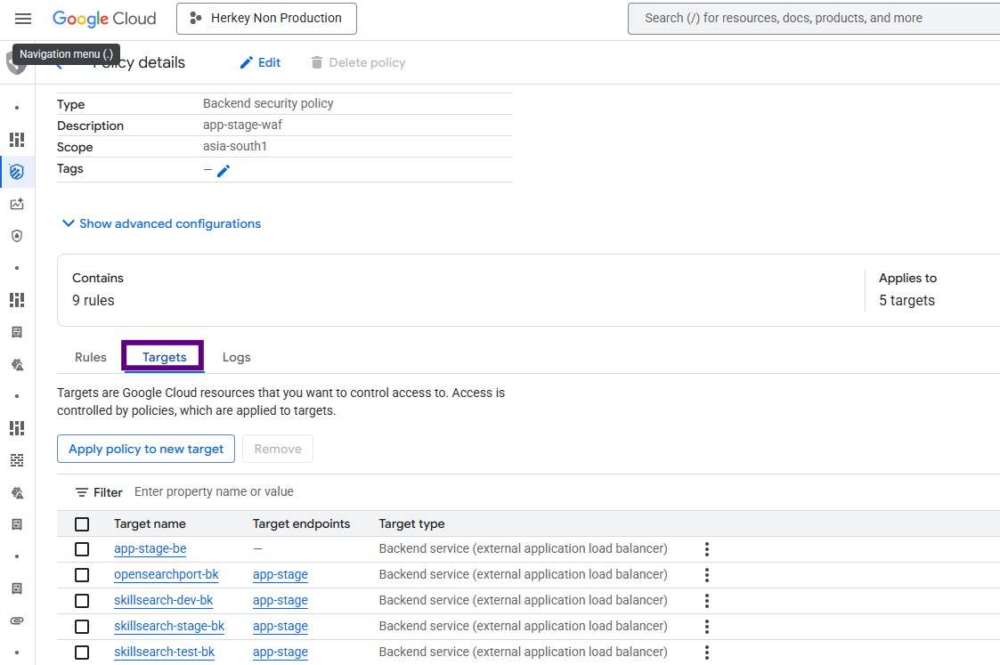 Google Cloud
Herkey Non Production
Search (/) for resources, docs, products, and more
Navigation menu (.)
Policy details
Edit
Delete policy
Type Backend security policy
Description app-stage-waf
Scope asia-south1
Tags —
Show advanced configurations
Contains
9 rules
Applies to
5 targets
Rules Targets Logs
Targets are Google Cloud resources that you want to control access to. Access is
controlled by policies, which are applied to targets.
Apply policy to new target Remove
Filter Enter property name or value
Target name Target endpoints Target type
app-stage-be — Backend service (external application load balancer)
opensearchport-bk app-stage Backend service (external application load balancer)
skillsearch-dev-bk app-stage Backend service (external application load balancer)
skillsearch-stage-bk app-stage Backend service (external application load balancer)
skillsearch-test-bk app-stage Backend service (external application load balancer)